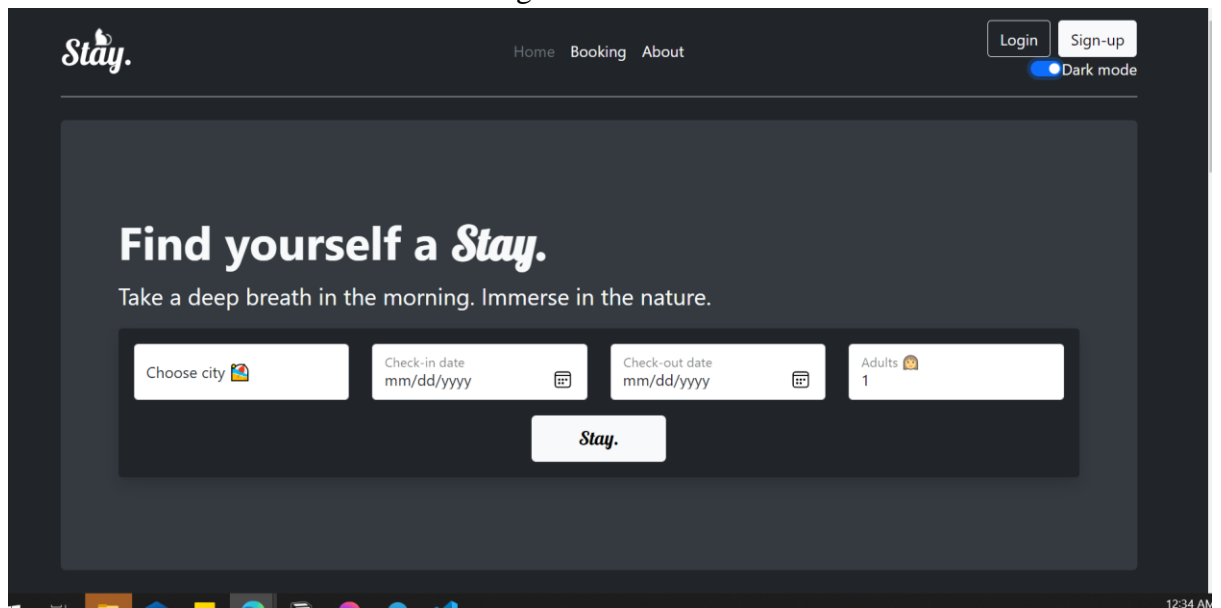 Stay.
Home Booking About
Login Sign-up
Dark mode
Find yourself a Stay.
Take a deep breath in the morning. Immerse in the nature.
Choose city 🏖️
Check-in date
mm/dd/yyyy
Check-out date
mm/dd/yyyy
Adults 👩
1
Stay.
12:34 AM